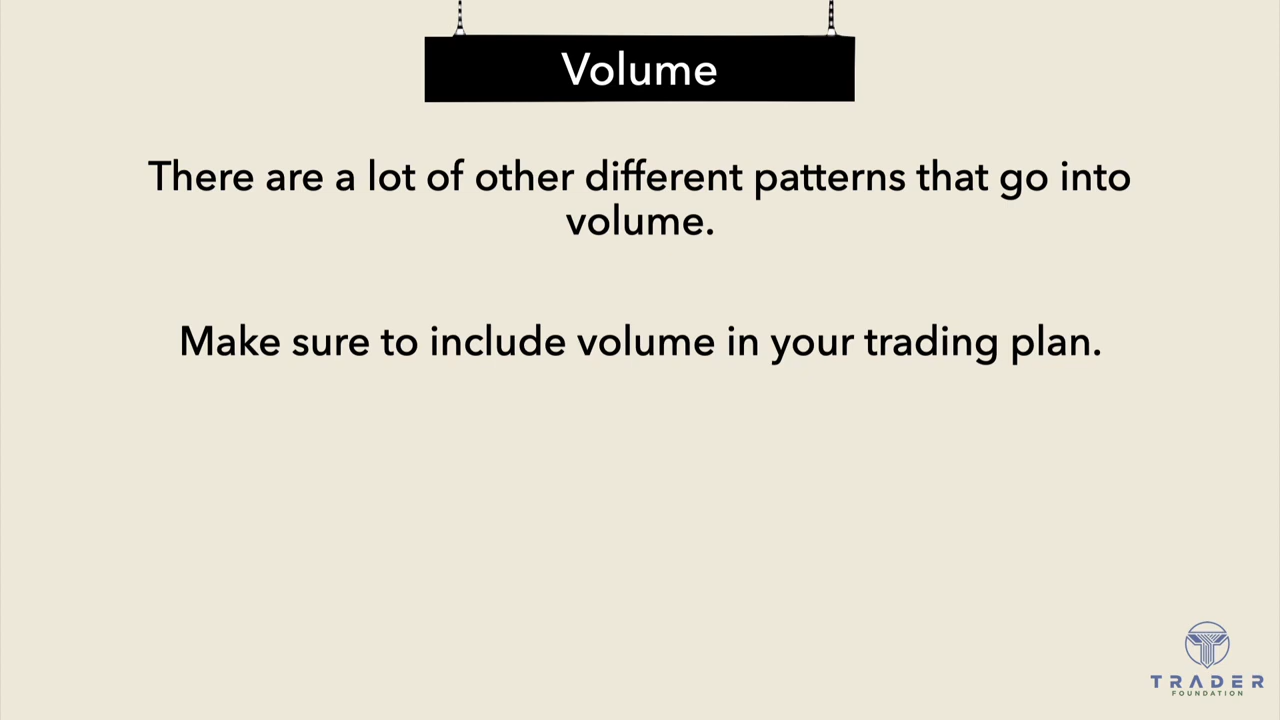 Volume
There are a lot of other different patterns that go into
volume.
Make sure to include volume in your trading plan.
TRADER
FOUNDATION